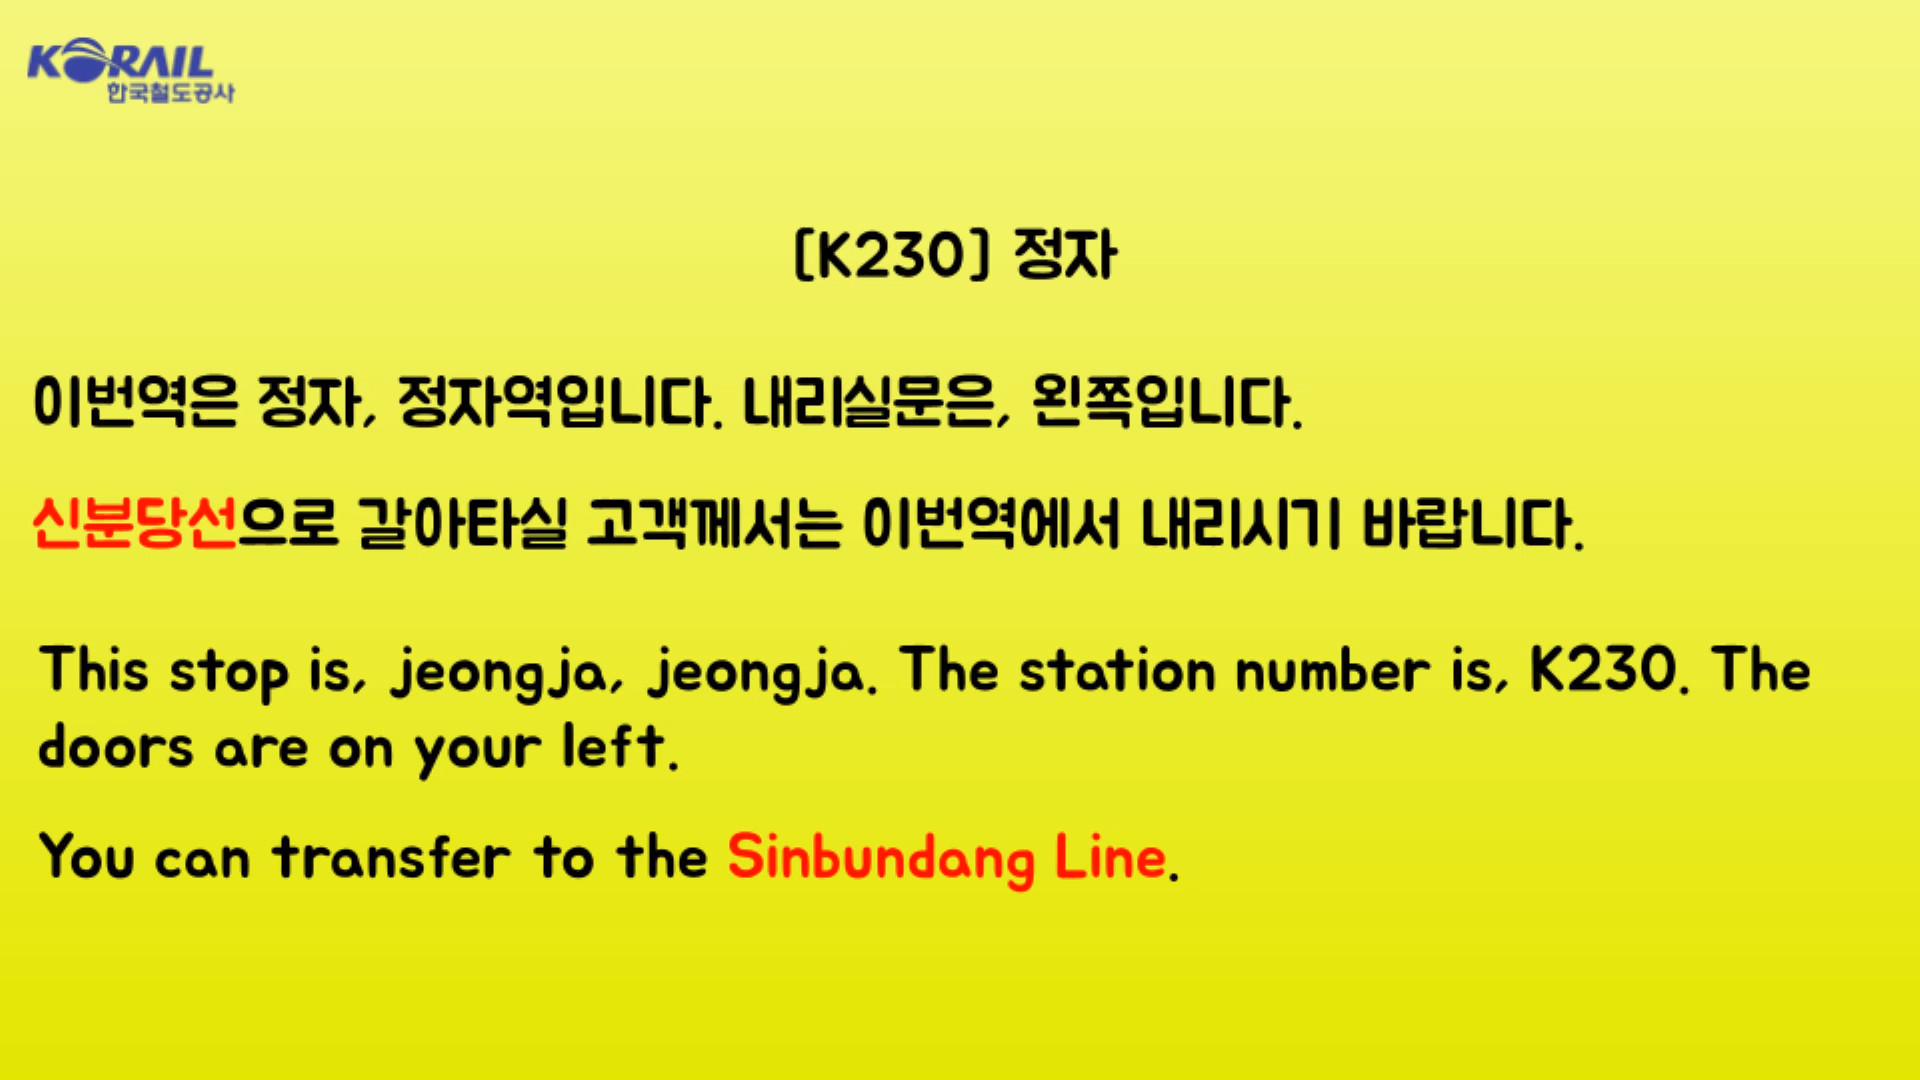 KORAIL
한국철도공사
[K230] 정자
이번역은 정자, 정자역입니다. 내리실문은, 왼쪽입니다.
신분당선으로 갈아타실 고객께서는 이번역에서 내리시기 바랍니다.
This stop is, jeongja, jeongja. The station number is, K230. The
doors are on your left.
You can transfer to the Sinbundang Line.